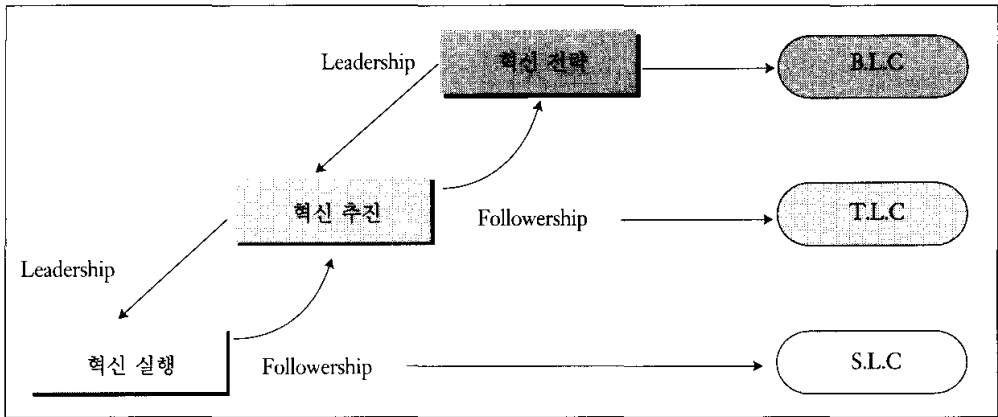 Leadership
혁신 전략
B.L.C
혁신 추진
Followership
T.L.C
Leadership
혁신 실행
Followership
S.L.C